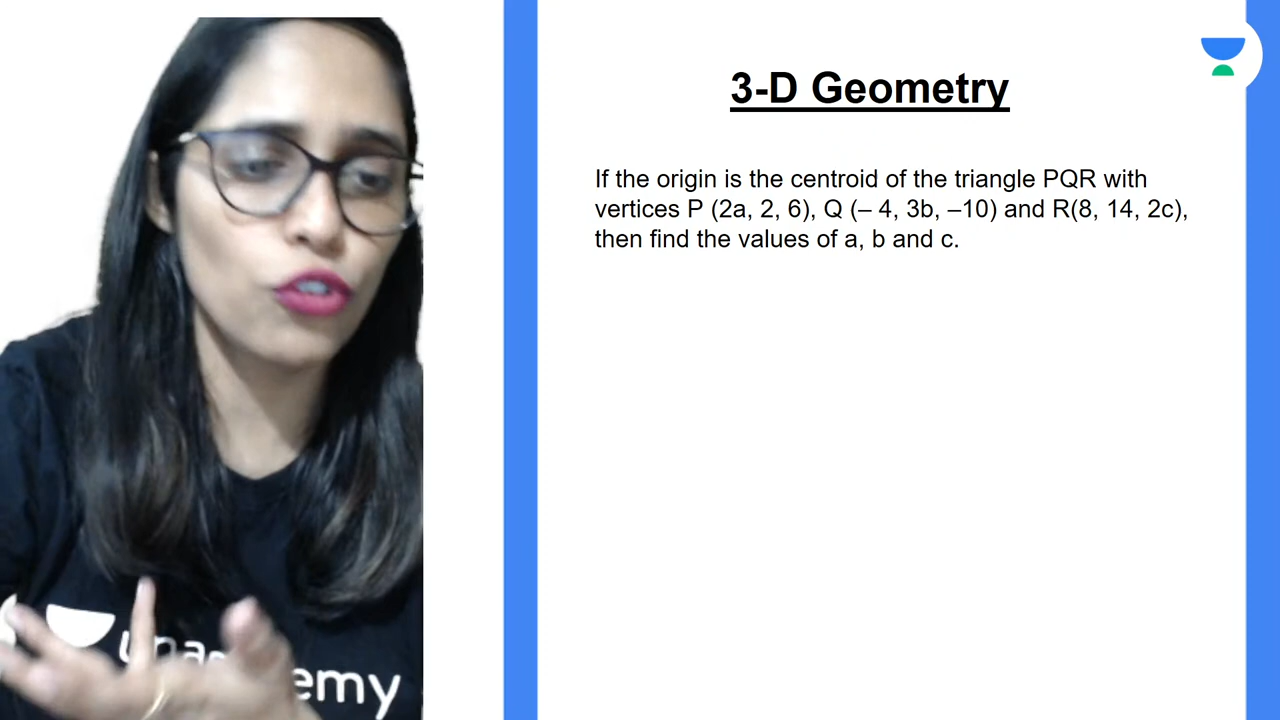 3-D Geometry
If the origin is the centroid of the triangle PQR with
vertices P (2a, 2, 6), Q (– 4, 3b, –10) and R(8, 14, 2c),
then find the values of a, b and c.